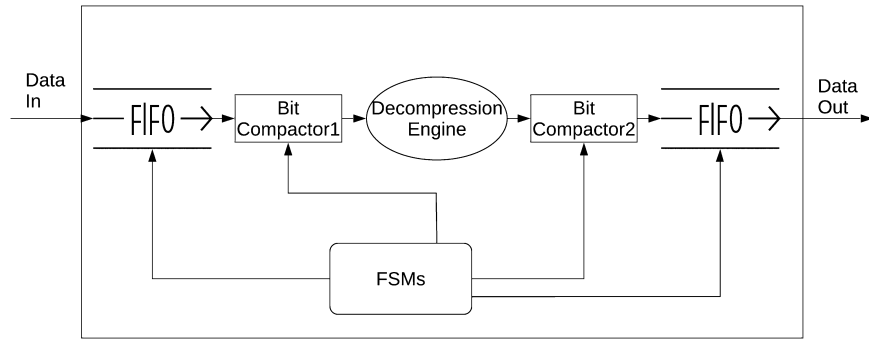 Data
In
FIFO
Bit
Compactor1
Decompression
Engine
Bit
Compactor2
FIFO
Data
Out
FSMs